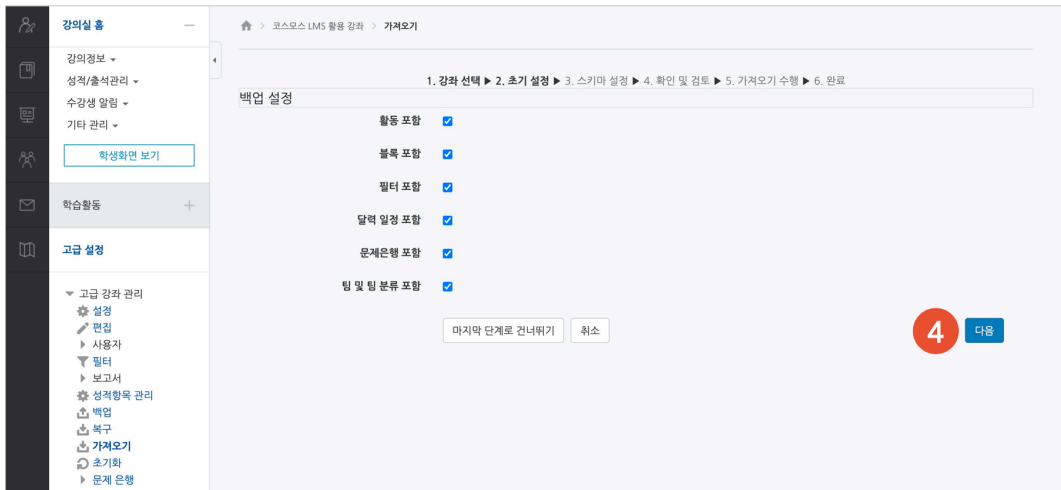 강의실 홈
강의정보
성적/출석관리
수강생 알림
기타 관리
학생화면 보기
학습활동
고급 설정
고급 강좌 관리
설정
편집
사용자
필터
보고서
성적항목 관리
백업
복구
가져오기
초기화
문제 은행
코스모스 LMS 활용 강좌 > 가져오기
1. 강좌 선택 ▶ 2. 초기 설정 ▶ 3. 스키마 설정 ▶ 4. 확인 및 검토 ▶ 5. 가져오기 수행 ▶ 6. 완료
백업 설정
활동 포함
블록 포함
필터 포함
달력 일정 포함
문제은행 포함
팀 및 팀 분류 포함
마지막 단계로 건너뛰기 취소 4 다음